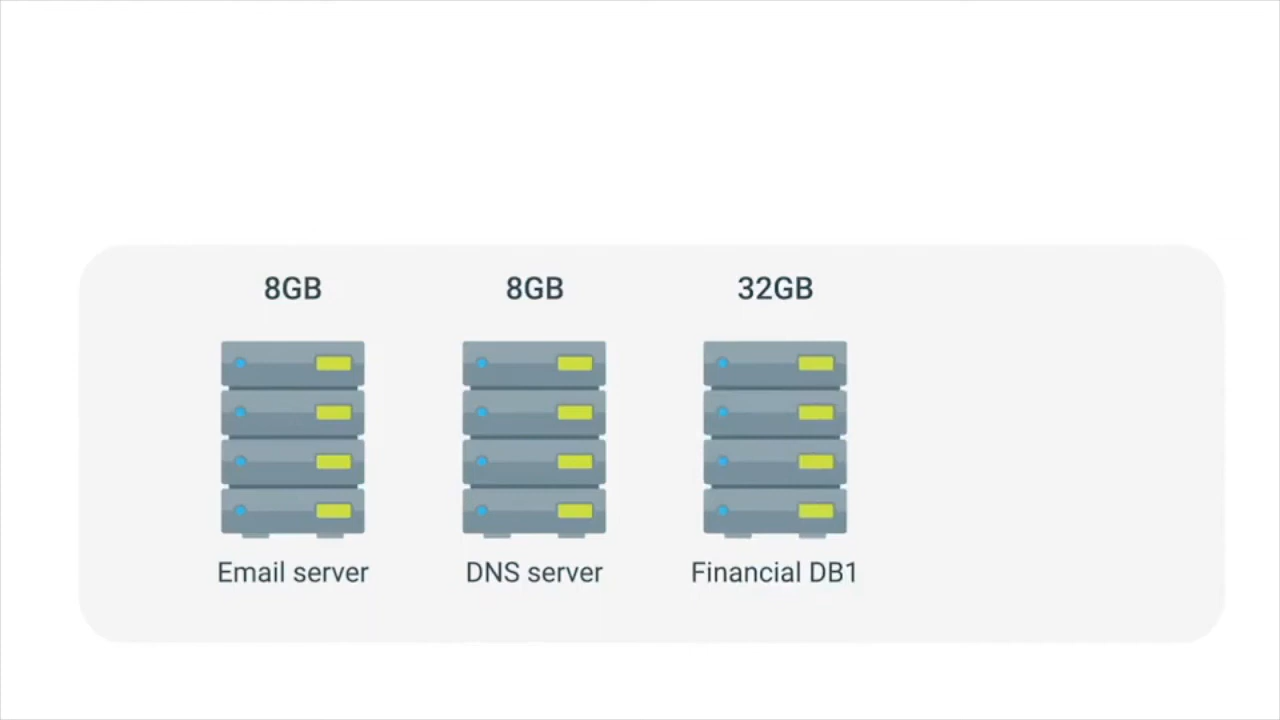 8GB
8GB
32GB
Email server
DNS server
Financial DB1